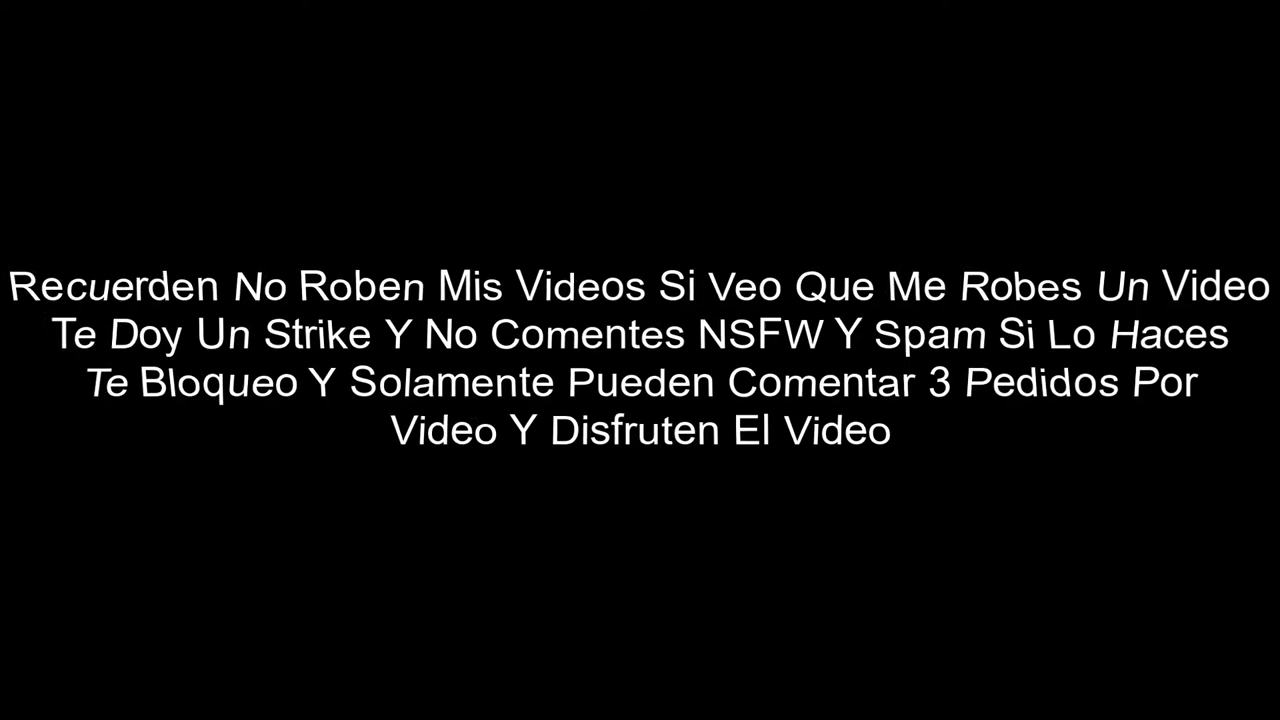 Recuerden No Roben Mis Videos Si Veo Que Me Robes Un Video
Te Doy Un Strike Y No Comentes NSFW Y Spam Si Lo Haces
Te Bloqueo Y Solamente Pueden Comentar 3 Pedidos Por
Video Y Disfruten El Video